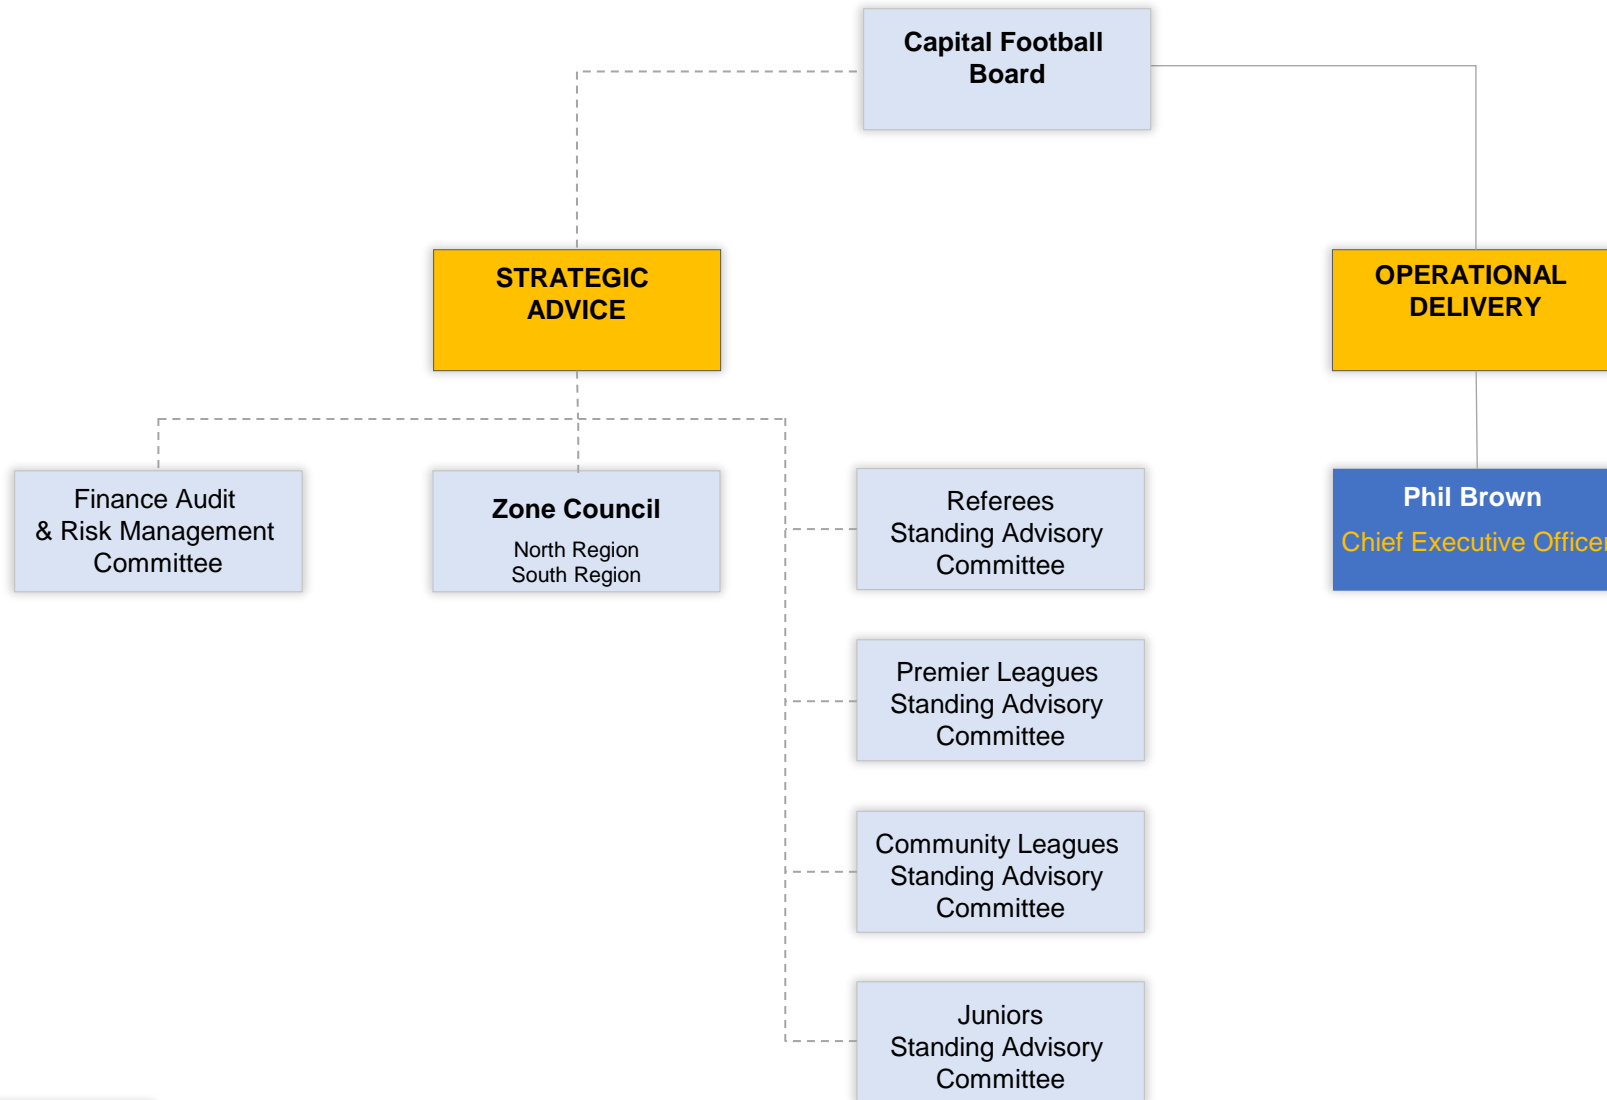 Capital Football
Board
STRATEGIC
ADVICE
OPERATIONAL
DELIVERY
Finance Audit
& Risk Management
Committee
Zone Council
North Region
South Region
Referees
Standing Advisory
Committee
Phil Brown
Chief Executive Officer
Premier Leagues
Standing Advisory
Committee
Community Leagues
Standing Advisory
Committee
Juniors
Standing Advisory
Committee